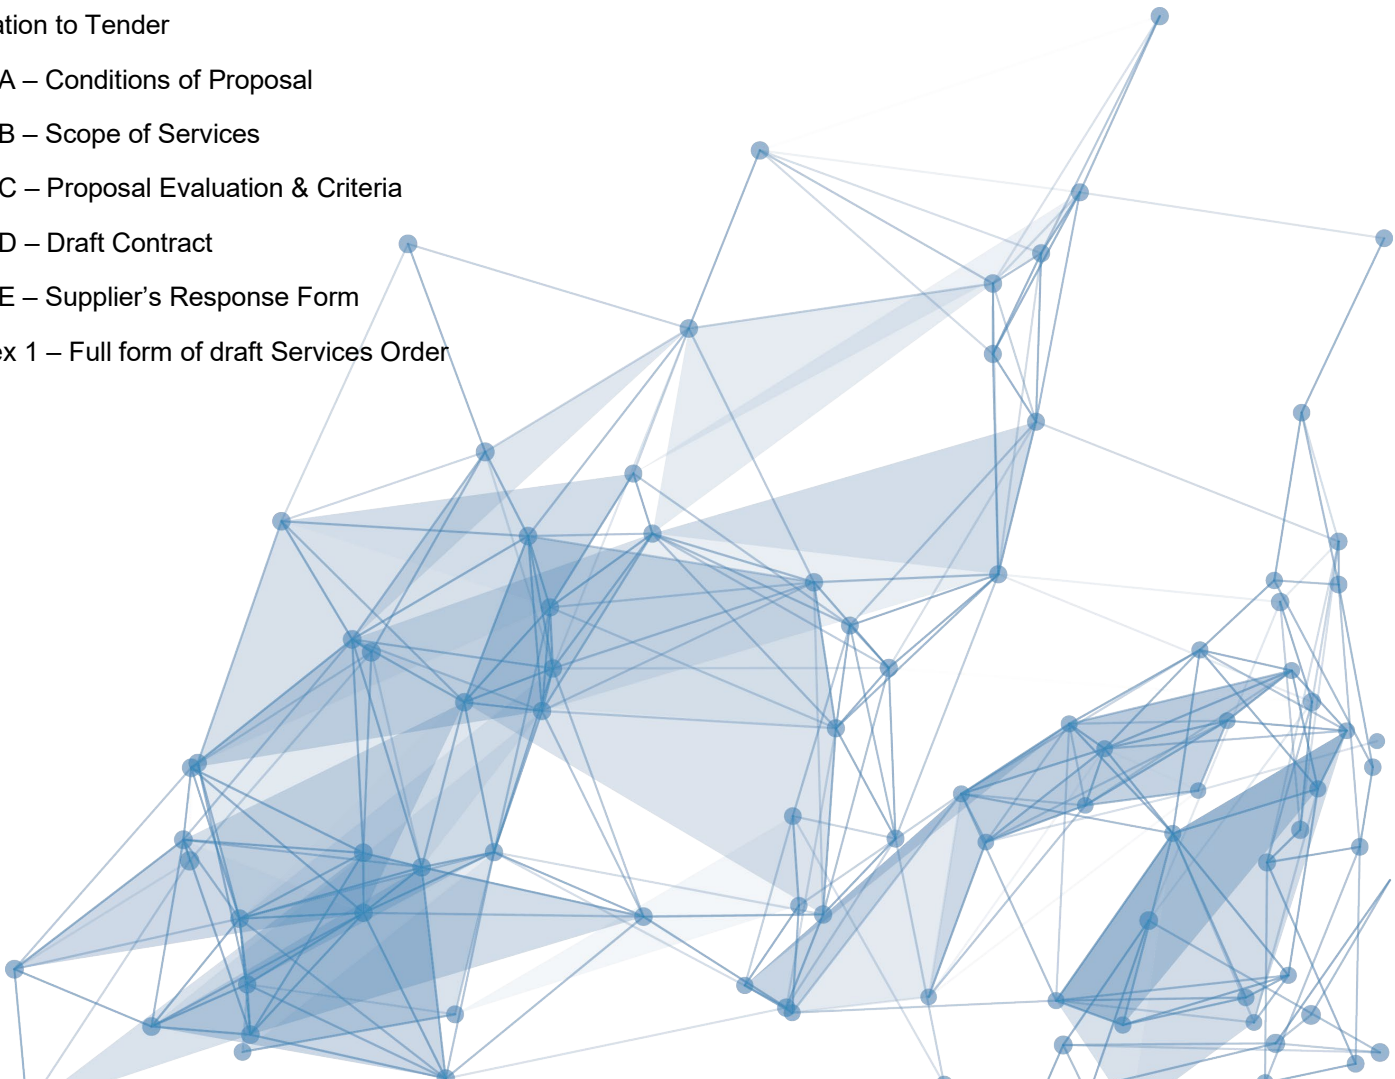 ation to Tender
A – Conditions of Proposal
B – Scope of Services
C – Proposal Evaluation & Criteria
D – Draft Contract
E – Supplier’s Response Form
ex 1 – Full form of draft Services Order